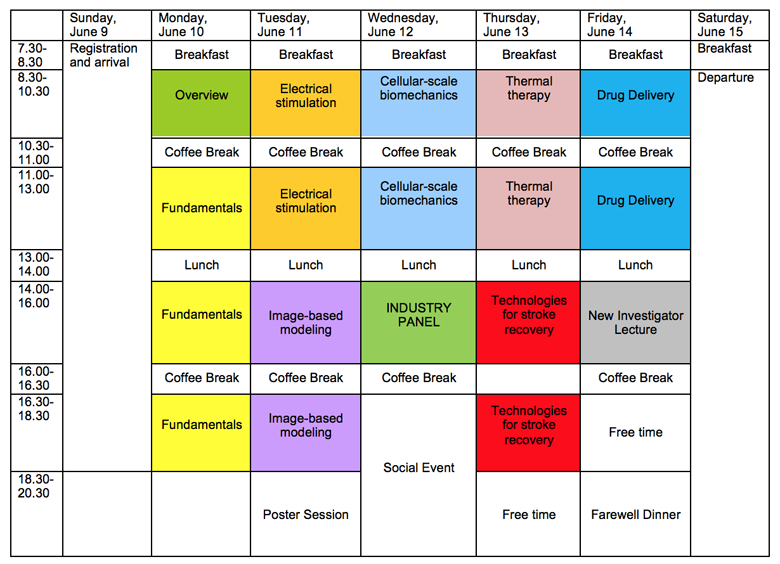 Sunday,
June 9
Monday,
June 10
Tuesday,
June 11
Wednesday,
June 12
Thursday,
June 13
Friday,
June 14
Saturday,
June 15
7.30-
8.30
Registration
and arrival
Breakfast
Breakfast
Breakfast
Breakfast
Breakfast
Breakfast
8.30-
10.30
Overview
Electrical
stimulation
Cellular-scale
biomechanics
Thermal
therapy
Drug Delivery
Departure
10.30-
11.00
Coffee Break
Coffee Break
Coffee Break
Coffee Break
Coffee Break
11.00-
13.00
Fundamentals
Electrical
stimulation
Cellular-scale
biomechanics
Thermal
therapy
Drug Delivery
13.00-
14.00
Lunch
Lunch
Lunch
Lunch
Lunch
14.00-
16.00
Fundamentals
Image-based
modeling
INDUSTRY
PANEL
Technologies
for stroke
recovery
New Investigator
Lecture
16.00-
16.30
Coffee Break
Coffee Break
Coffee Break
Coffee Break
16.30-
18.30
Fundamentals
Image-based
modeling
Social Event
Technologies
for stroke
recovery
Free time
18.30-
20.30
Poster Session
Free time
Farewell Dinner